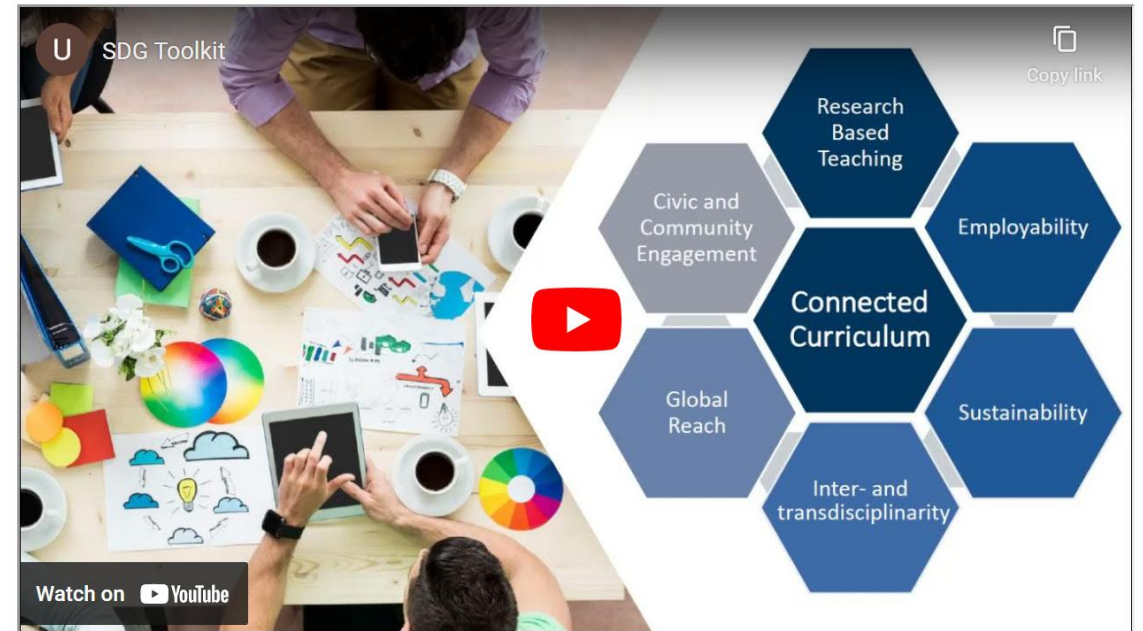 U
SDG Toolkit
Copy link
Research
Based
Teaching
Civic and
Community
Engagement
Employability
Connected
Curriculum
Global
Reach
Sustainability
Inter- and
transdisciplinarity
Watch on YouTube